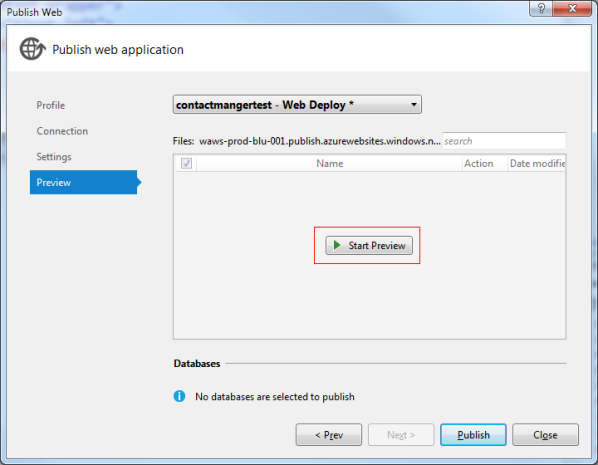 Publish Web
?
Publish web application
Profile
Connection
Settings
Preview
contactmangertest - Web Deploy *
Files: waws-prod-blu-001.publish.azurewebsites.windows.n... search
Name Action Date modifie
Start Preview
Databases
No databases are selected to publish
< Prev Next > Publish Close